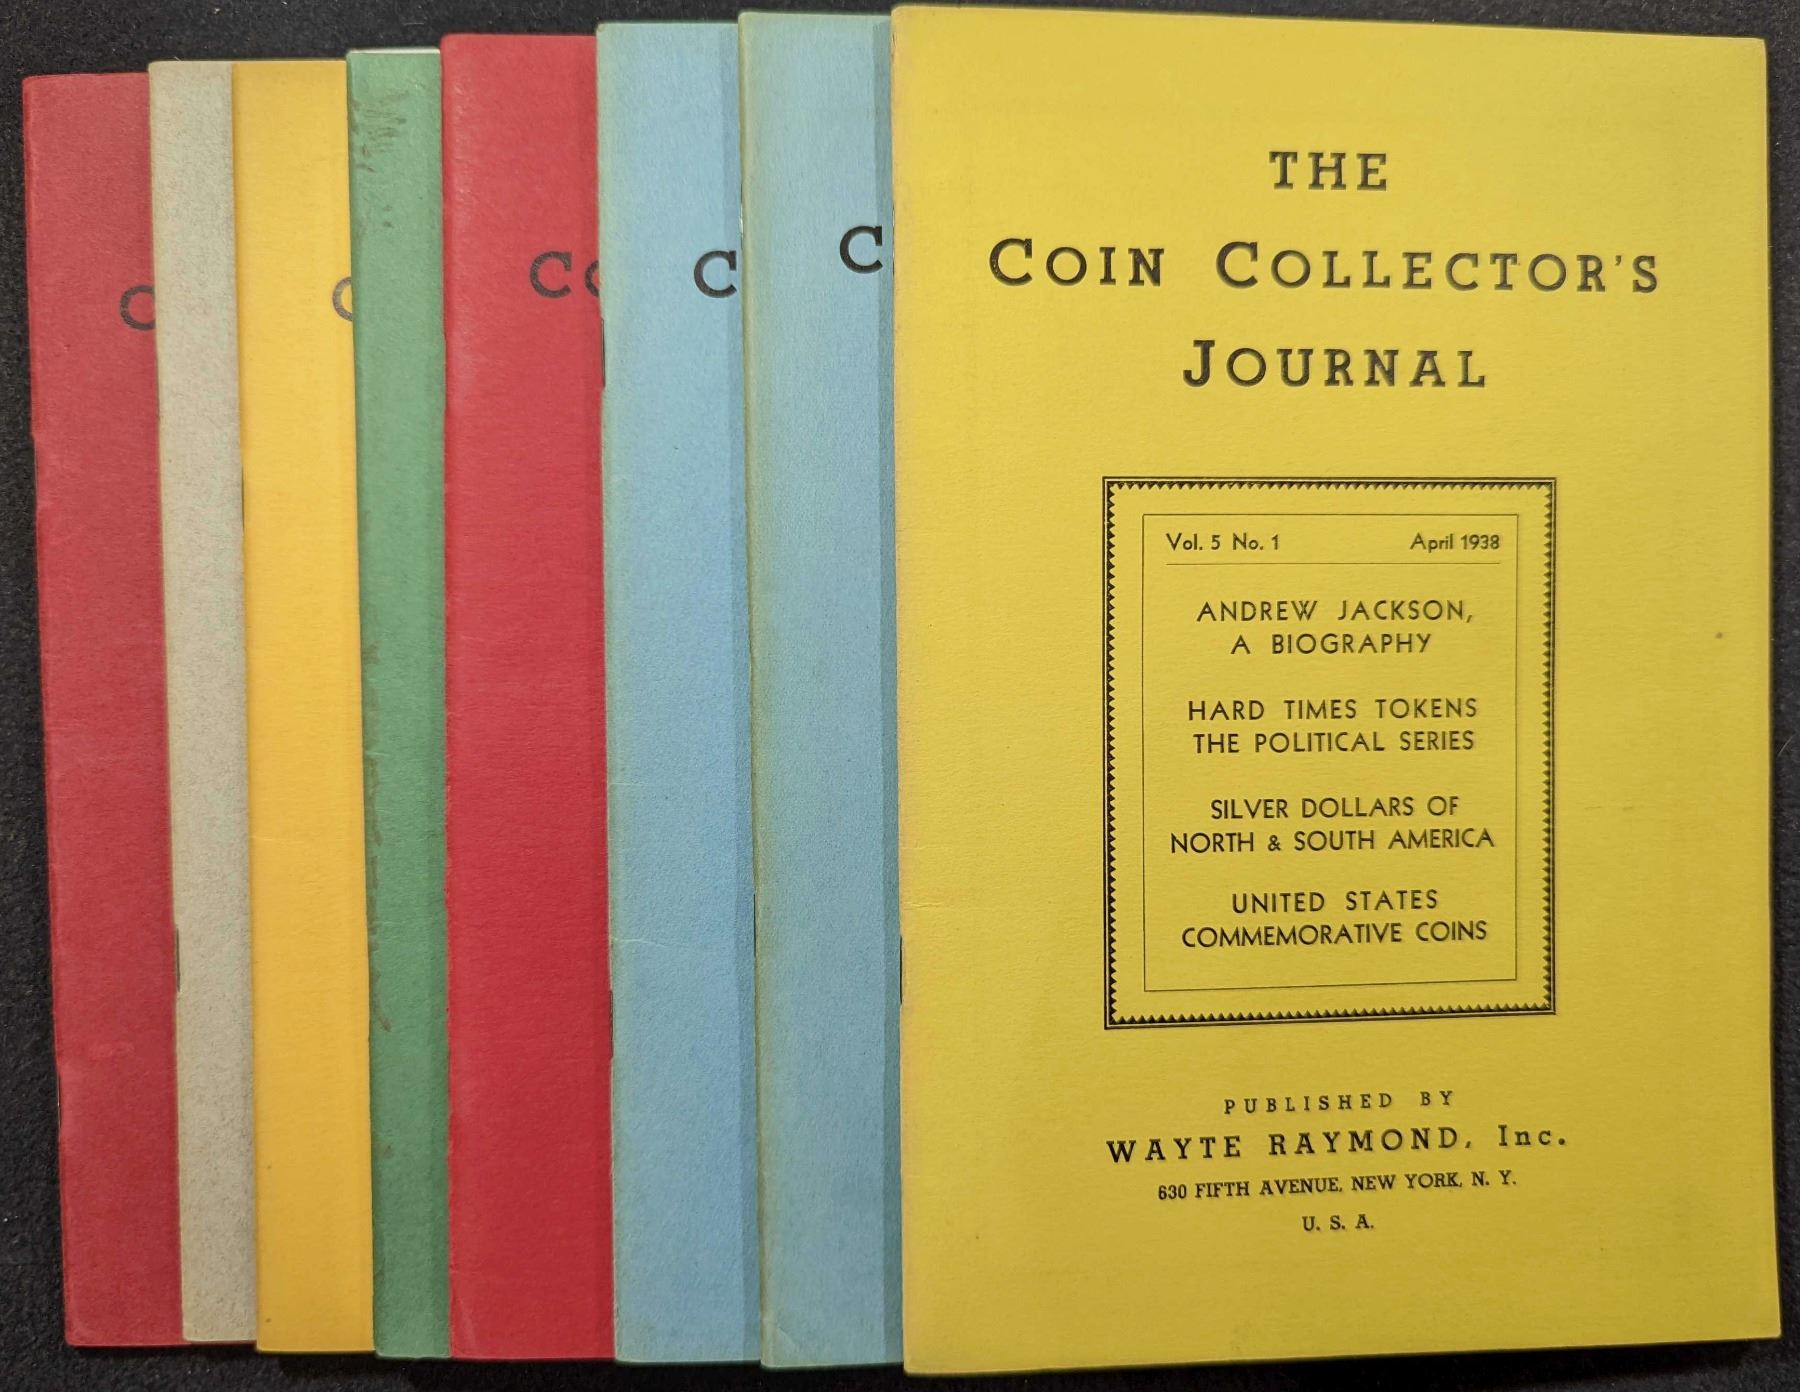 THE
COIN COLLECTOR'S
JOURNAL
Vol. 5 No. 1 April 1938
ANDREW JACKSON,
A BIOGRAPHY
HARD TIMES TOKENS
THE POLITICAL SERIES
SILVER DOLLARS OF
NORTH & SOUTH AMERICA
UNITED STATES
COMMEMORATIVE COINS
PUBLISHED BY
WAYTE RAYMOND, Inc.
630 FIFTH AVENUE, NEW YORK, N. Y.
U. S. A.